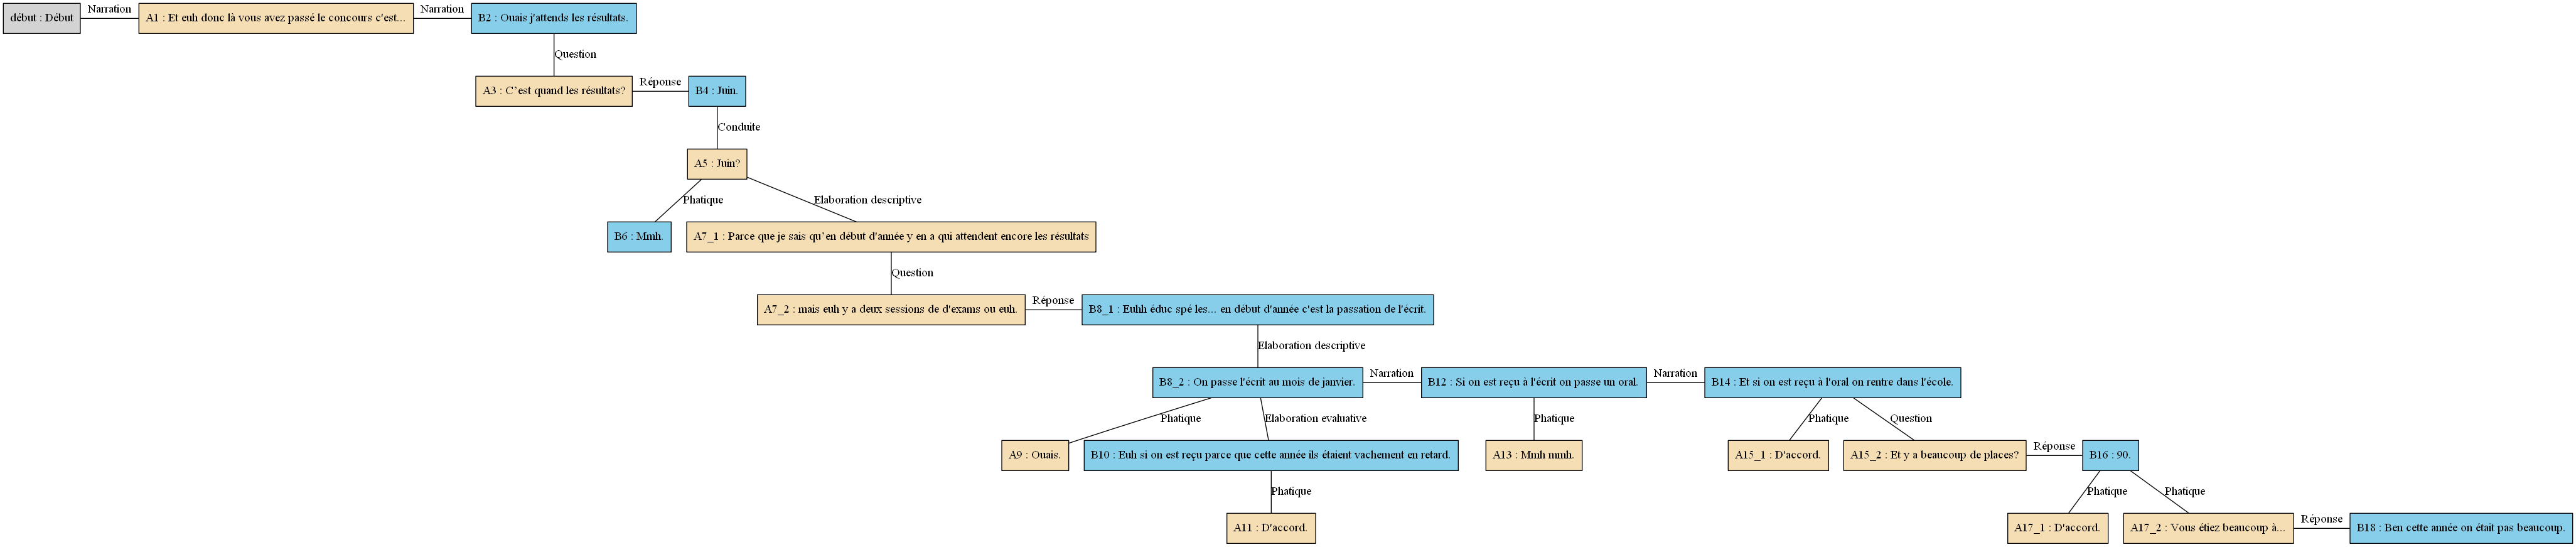 début : Début
Narration
A1 : Et euh donc là vous avez passé le concours c'est...
Narration
B2 : Ouais j'attends les résultats.
Question
A3 : C’est quand les résultats?
Réponse
B4 : Juin.
Conduite
A5 : Juin?
Phatique
Elaboration descriptive
B6 : Mmh.
A7_1 : Parce que je sais qu’en début d'année y en a qui attendent encore les résultats
Question
A7_2 : mais euh y a deux sessions de d'exams ou euh.
Réponse
B8_1 : Euhh éduc spé les... en début d'année c'est la passation de l'écrit.
Elaboration descriptive
B8_2 : On passe l'écrit au mois de janvier.
Narration
B12 : Si on est reçu à l'écrit on passe un oral.
Narration
B14 : Et si on est reçu à l'oral on rentre dans l'école.
Phatique
Elaboration evaluative
Phatique
Phatique
Question
A9 : Ouais.
B10 : Euh si on est reçu parce que cette année ils étaient vachement en retard.
A13 : Mmh mmh.
A15_1 : D'accord.
A15_2 : Et y a beaucoup de places?
Réponse
B16 : 90.
Phatique
Phatique
Phatique
A11 : D'accord.
A17_1 : D'accord.
A17_2 : Vous étiez beaucoup à...
Réponse
B18 : Ben cette année on était pas beaucoup.